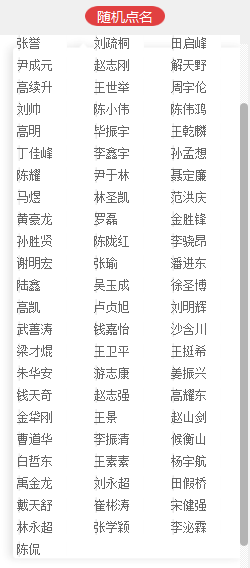 随机点名
张誉 刘琉桐 田启峰
尹成元 赵志刚 解天野
高续升 王世举 周宇伦
刘帅 陈小伟 陈伟鸿
高明 毕振宇 王乾麟
丁佳峰 李鑫宇 孙孟想
陈耀 尹于林 聂定廉
马煜 林圣凯 范洪庆
黄豪龙 罗磊 金胜锋
孙胜贤 陈陇红 李骁昂
谢明宏 张瑜 潘进东
陆鑫 吴玉成 徐圣博
高凯 卢贞旭 刘明辉
武善涛 钱嘉怡 沙含川
梁才焜 王卫平 王挺希
朱华安 游志康 姜振兴
钱天奇 赵志强 高耀东
金华刚 王景 赵山剑
曹道华 李振清 候衡山
白哲东 王素素 杨宇航
禹金龙 刘永超 田假桥
戴天舒 崔彬涛 宋健强
林永超 张学颖 李泌霖
陈侃